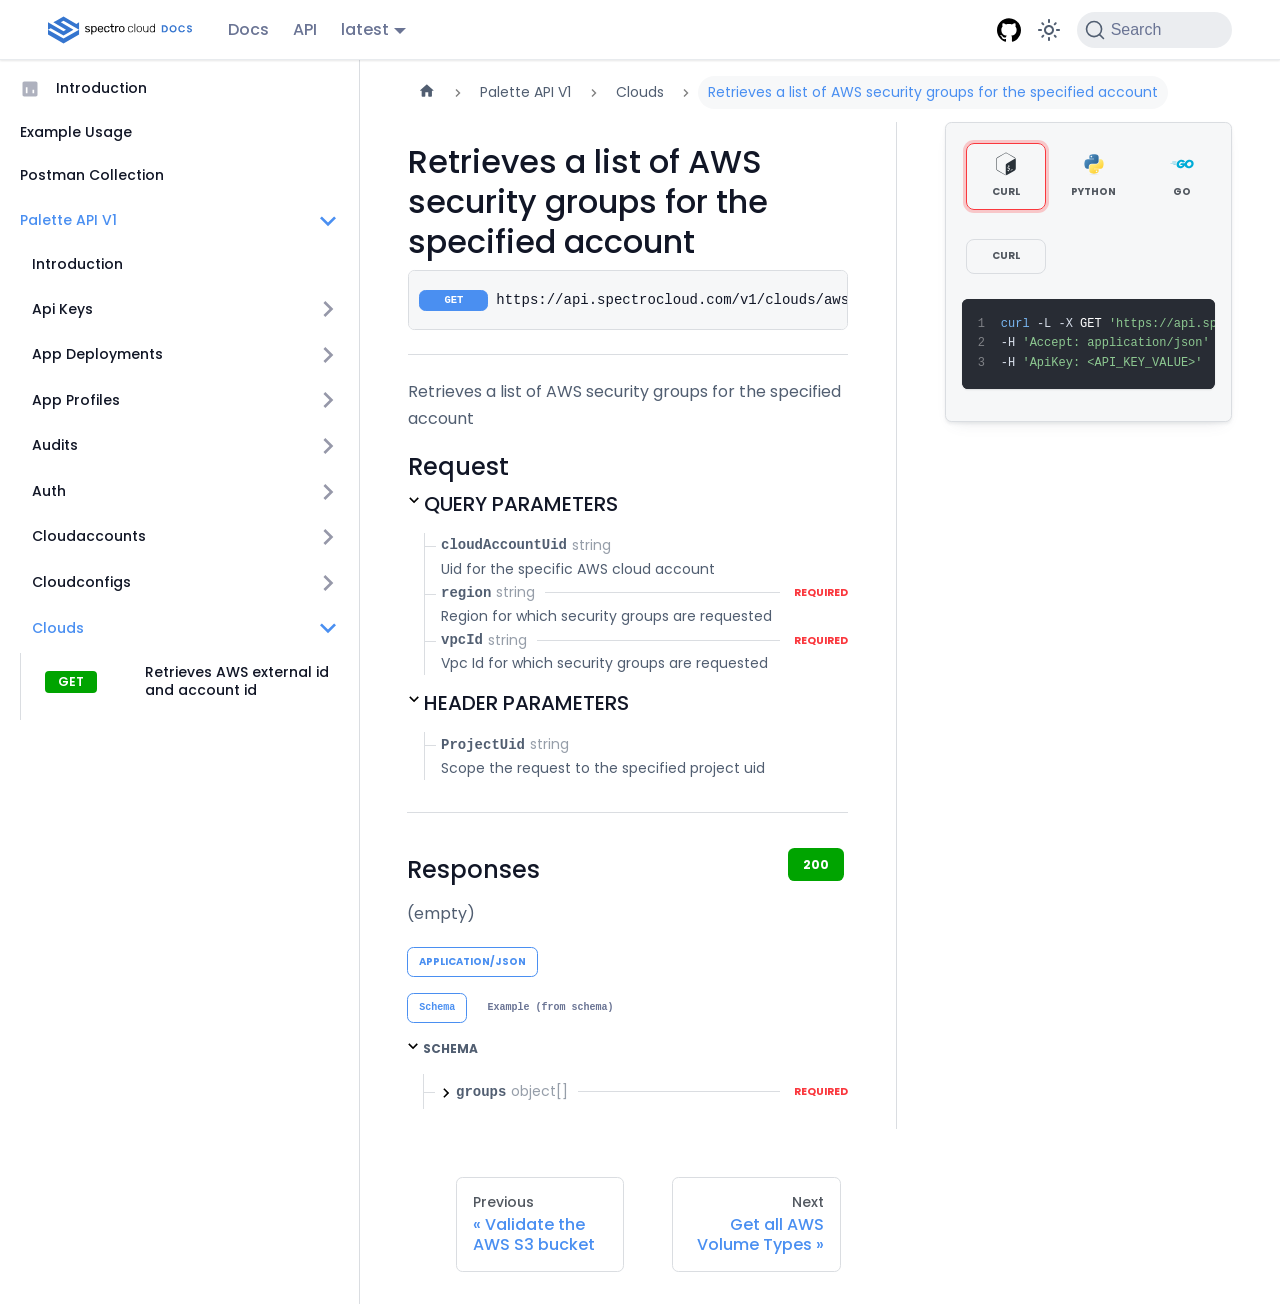 spectro cloud DOCS
Docs
API
latest
Search
Introduction
Example Usage
Postman Collection
Palette API V1
Introduction
Api Keys
App Deployments
App Profiles
Audits
Auth
Cloudaccounts
Cloudconfigs
Clouds
GET Retrieves AWS external id
and account id
Palette API V1
Clouds
Retrieves a list of AWS security groups for the specified account
Retrieves a list of AWS
security groups for the
specified account
GET https://api.spectrocloud.com/v1/clouds/aws
Retrieves a list of AWS security groups for the specified
account
Request
QUERY PARAMETERS
cloudAccountUid string
Uid for the specific AWS cloud account
region string REQUIRED
Region for which security groups are requested
vpcId string REQUIRED
Vpc Id for which security groups are requested
HEADER PARAMETERS
ProjectUid string
Scope the request to the specified project uid
Responses
200
(empty)
APPLICATION/JSON
Schema Example (from schema)
SCHEMA
groups object[] REQUIRED
Previous
« Validate the
AWS S3 bucket
Next
Get all AWS
Volume Types »
CURL
PYTHON
GO
GO
CURL
1 curl -L -X GET 'https://api.sp
2 -H 'Accept: application/json'
3 -H 'ApiKey: <API_KEY_VALUE>'